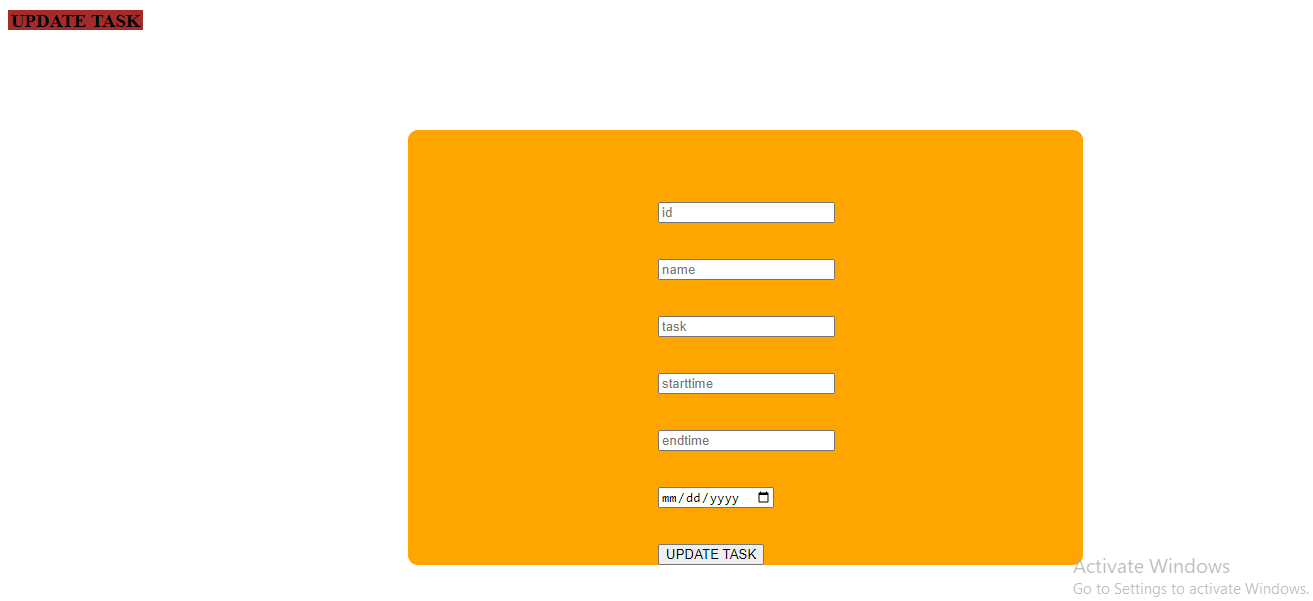 UPDATE TASK
id
name
task
starttime
endtime
mm/dd/yyyy
UPDATE TASK
Activate Windows
Go to Settings to activate Windows.